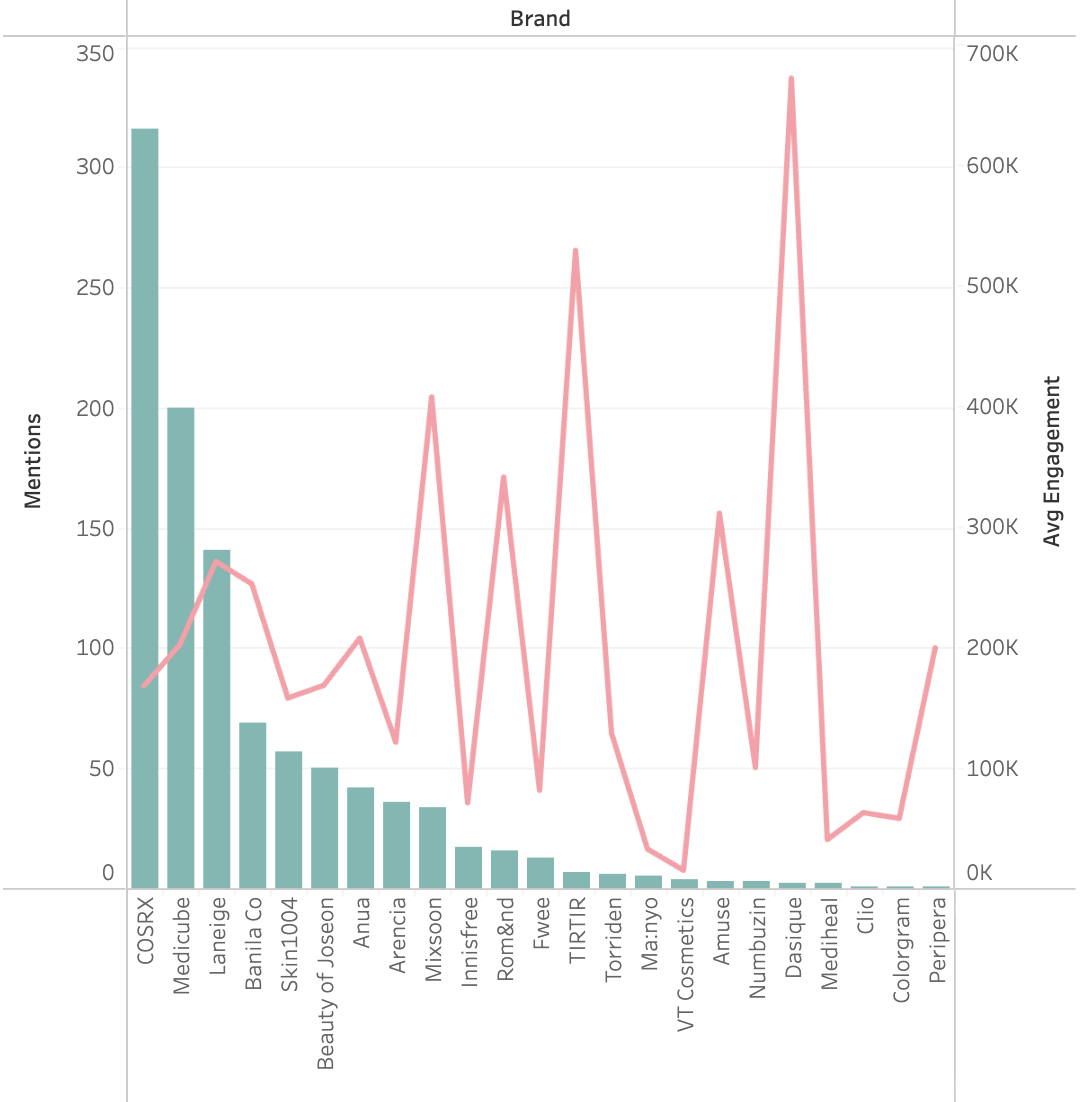 Brand
Mentions
350
300
250
200
150
100
50
0
700K
600K
500K
400K
300K
200K
100K
0K
Avg Engagement
COSRX
Medicube
Laneige
Banila Co
Skin1004
Beauty of Joseon
Anua
Arencia
Mixsoon
Innisfree
Rom&nd
Fwee
TIRTIR
Torriden
Ma:nyo
VT Cosmetics
Amuse
Numbuzin
Dasique
Mediheal
Clio
Colorgram
Peripera